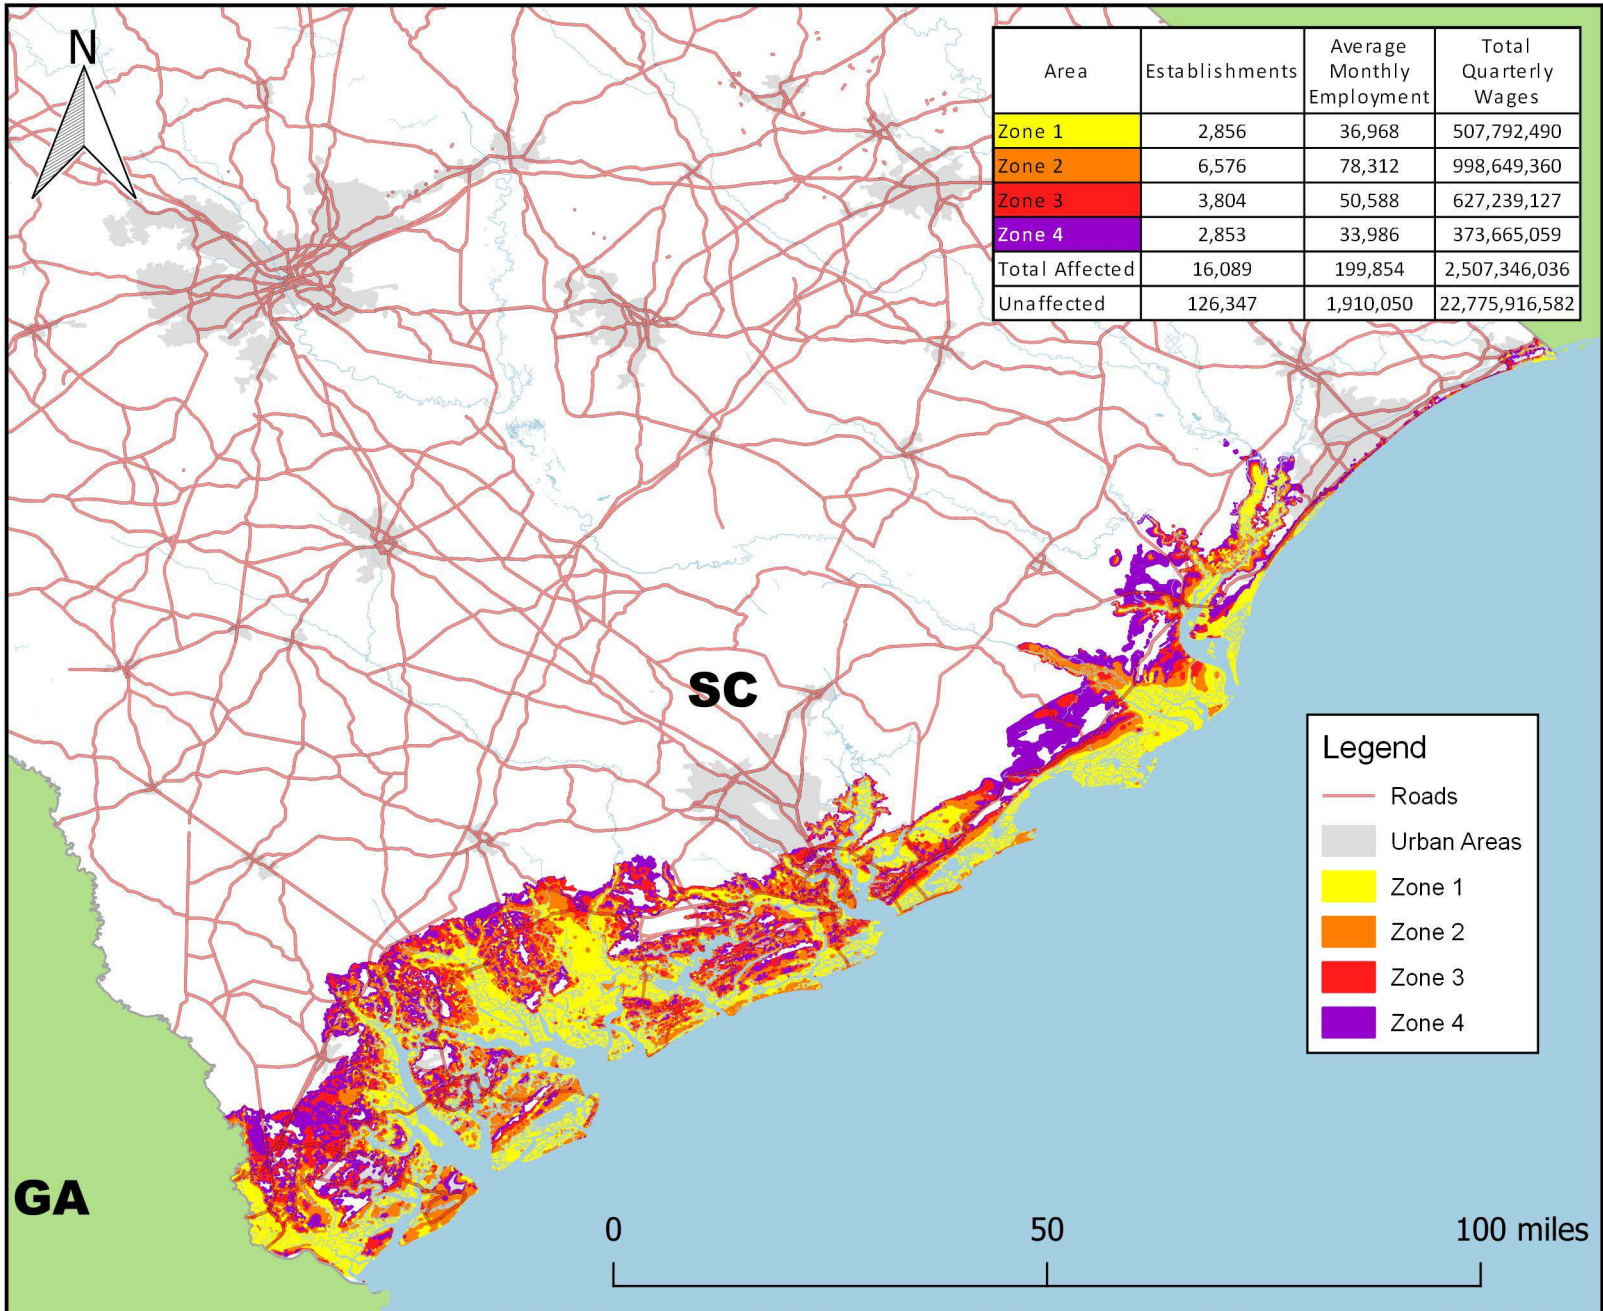 N
Area Establishments Average Monthly Employment Total Quarterly Wages
Zone 1 2,856 36,968 507,792,490
Zone 2 6,576 78,312 998,649,360
Zone 3 3,804 50,588 627,239,127
Zone 4 2,853 33,986 373,665,059
Total Affected 16,089 199,854 2,507,346,036
Unaffected 126,347 1,910,050 22,775,916,582
SC
Legend
Roads
Urban Areas
Zone 1
Zone 2
Zone 3
Zone 4
GA
0 50 100 miles